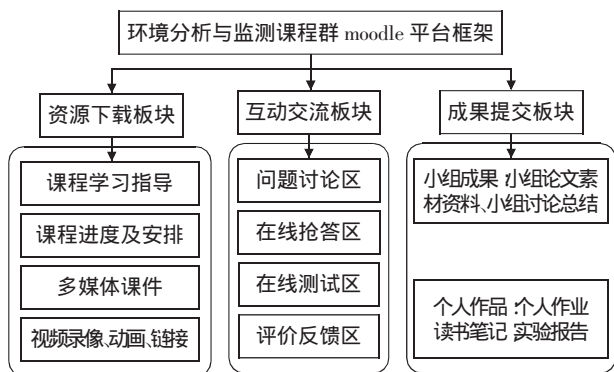 环境分析与监测课程群 moodle 平台框架
资源下载板块
互动交流板块
成果提交板块
课程学习指导
课程进度及安排
多媒体课件
视频录像、动画、链接
问题讨论区
在线抢答区
在线测试区
评价反馈区
小组成果:小组论文素
材资料、小组讨论总结
个人作品:个人作业
读书笔记,实验报告